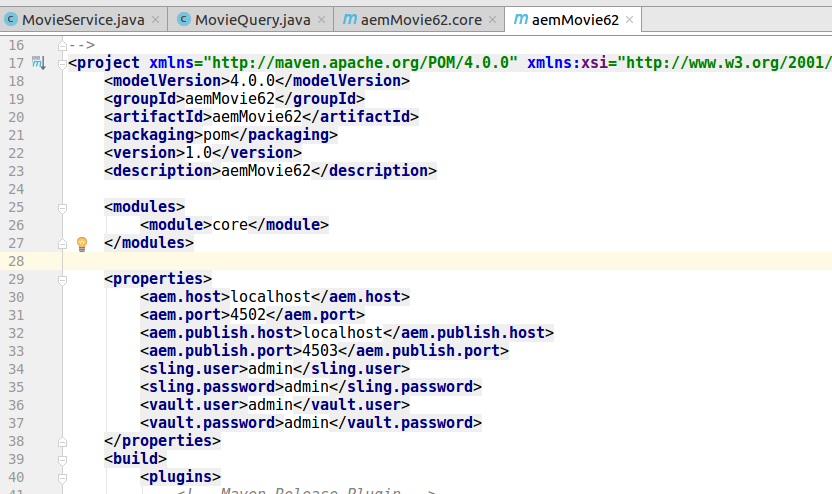 MovieService.java MovieQuery.java aemMovie62.core aemMovie62
16 -->
17 <project xmlns="http://maven.apache.org/POM/4.0.0" xmlns:xsi="http://www.w3.org/2001/
18 <modelVersion>4.0.0</modelVersion>
19 <groupId>aemMovie62</groupId>
20 <artifactId>aemMovie62</artifactId>
21 <packaging>pom</packaging>
22 <version>1.0</version>
23 <description>aemMovie62</description>
24
25 <modules>
26 <module>core</module>
27 </modules>
28
29 <properties>
30 <aem.host>localhost</aem.host>
31 <aem.port>4502</aem.port>
32 <aem.publish.host>localhost</aem.publish.host>
33 <aem.publish.port>4503</aem.publish.port>
34 <sling.user>admin</sling.user>
35 <sling.password>admin</sling.password>
36 <vault.user>admin</vault.user>
37 <vault.password>admin</vault.password>
38 </properties>
39 <build>
40 <plugins>
41 <!-- Maven Release Plugin -->